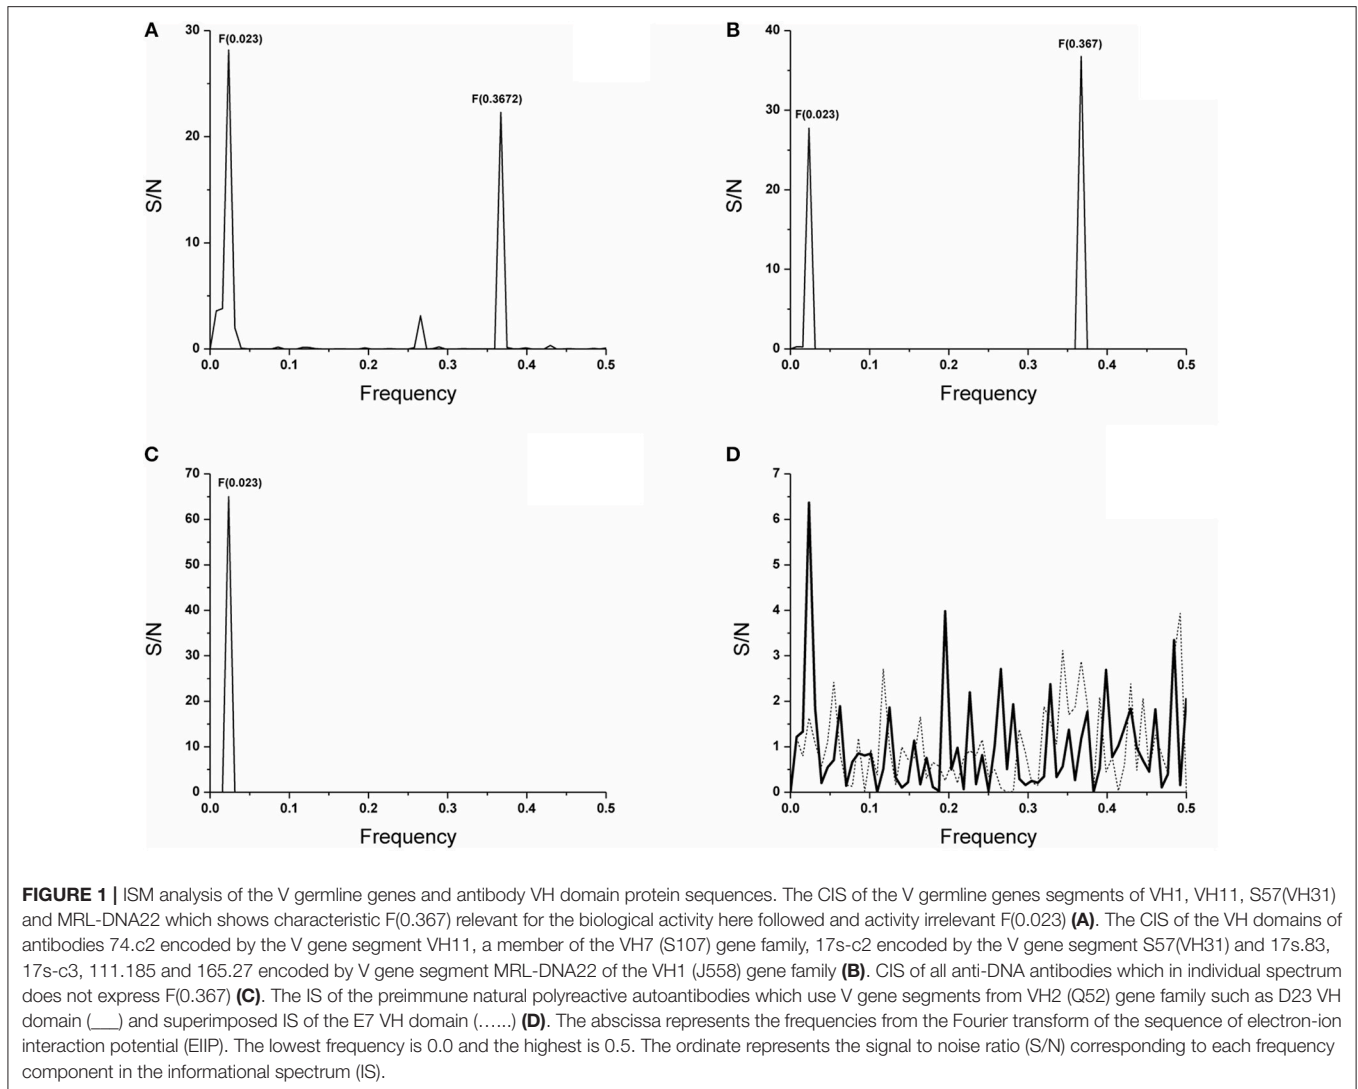 A
30
20
10
0
S/N
F(0.023)
F(0.3672)
0.0 0.1 0.2 0.3 0.4 0.5
Frequency
B
40
30
20
10
0
S/N
F(0.023)
F(0.367)
0.0 0.1 0.2 0.3 0.4 0.5
Frequency
C
70
60
50
40
30
20
10
0
S/N
F(0.023)
0.0 0.1 0.2 0.3 0.4 0.5
Frequency
D
7
6
5
4
3
2
1
0
S/N
0.0 0.1 0.2 0.3 0.4 0.5
Frequency
FIGURE 1 | ISM analysis of the V germline genes and antibody VH domain protein sequences. The CIS of the V germline genes segments of VH1, VH11, S57(VH31)
and MRL-DNA22 which shows characteristic F(0.367) relevant for the biological activity here followed and activity irrelevant F(0.023) (A). The CIS of the VH domains of
antibodies 74.c2 encoded by the V gene segment VH11, a member of the VH7 (S107) gene family, 17s-c2 encoded by the V gene segment S57(VH31) and 17s.83,
17s-c3, 111.185 and 165.27 encoded by V gene segment MRL-DNA22 of the VH1 (J558) gene family (B). CIS of all anti-DNA antibodies which in individual spectrum
does not express F(0.367) (C). The IS of the preimmune natural polyreactive autoantibodies which use V gene segments from VH2 (Q52) gene family such as D23 VH
domain (___) and superimposed IS of the E7 VH domain (…...) (D). The abscissa represents the frequencies from the Fourier transform of the sequence of electron-ion
interaction potential (EIIP). The lowest frequency is 0.0 and the highest is 0.5. The ordinate represents the signal to noise ratio (S/N) corresponding to each frequency
component in the informational spectrum (IS).